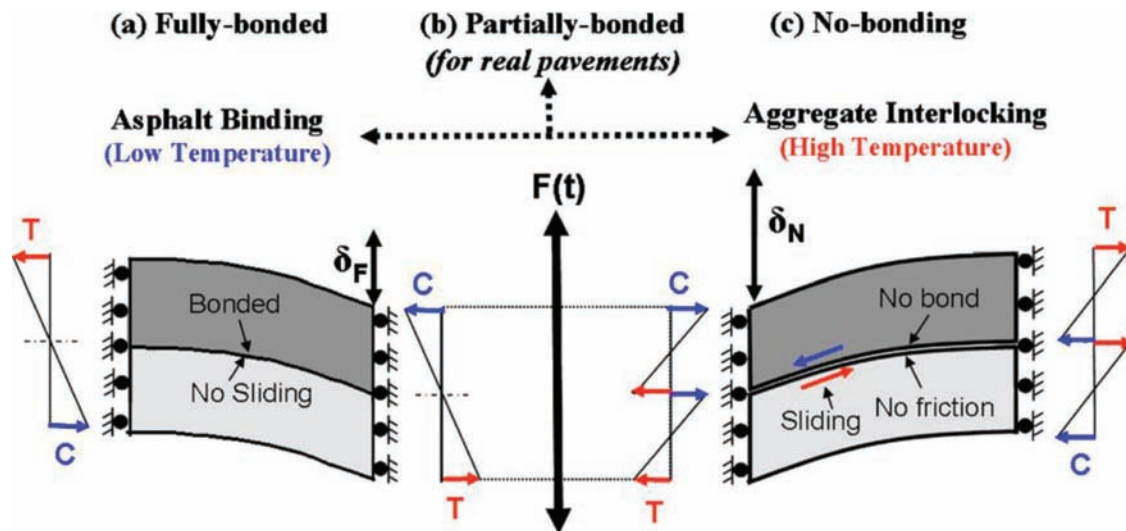 (a) Fully-bonded
(b) Partially-bonded
(for real pavements)
(c) No-bonding
Asphalt Binding
(Low Temperature)
Aggregate Interlocking
(High Temperature)
F(t)
T
C
δF
Bonded
No Sliding
C
T
C
T
δN
No bond
Sliding
No friction
T
C